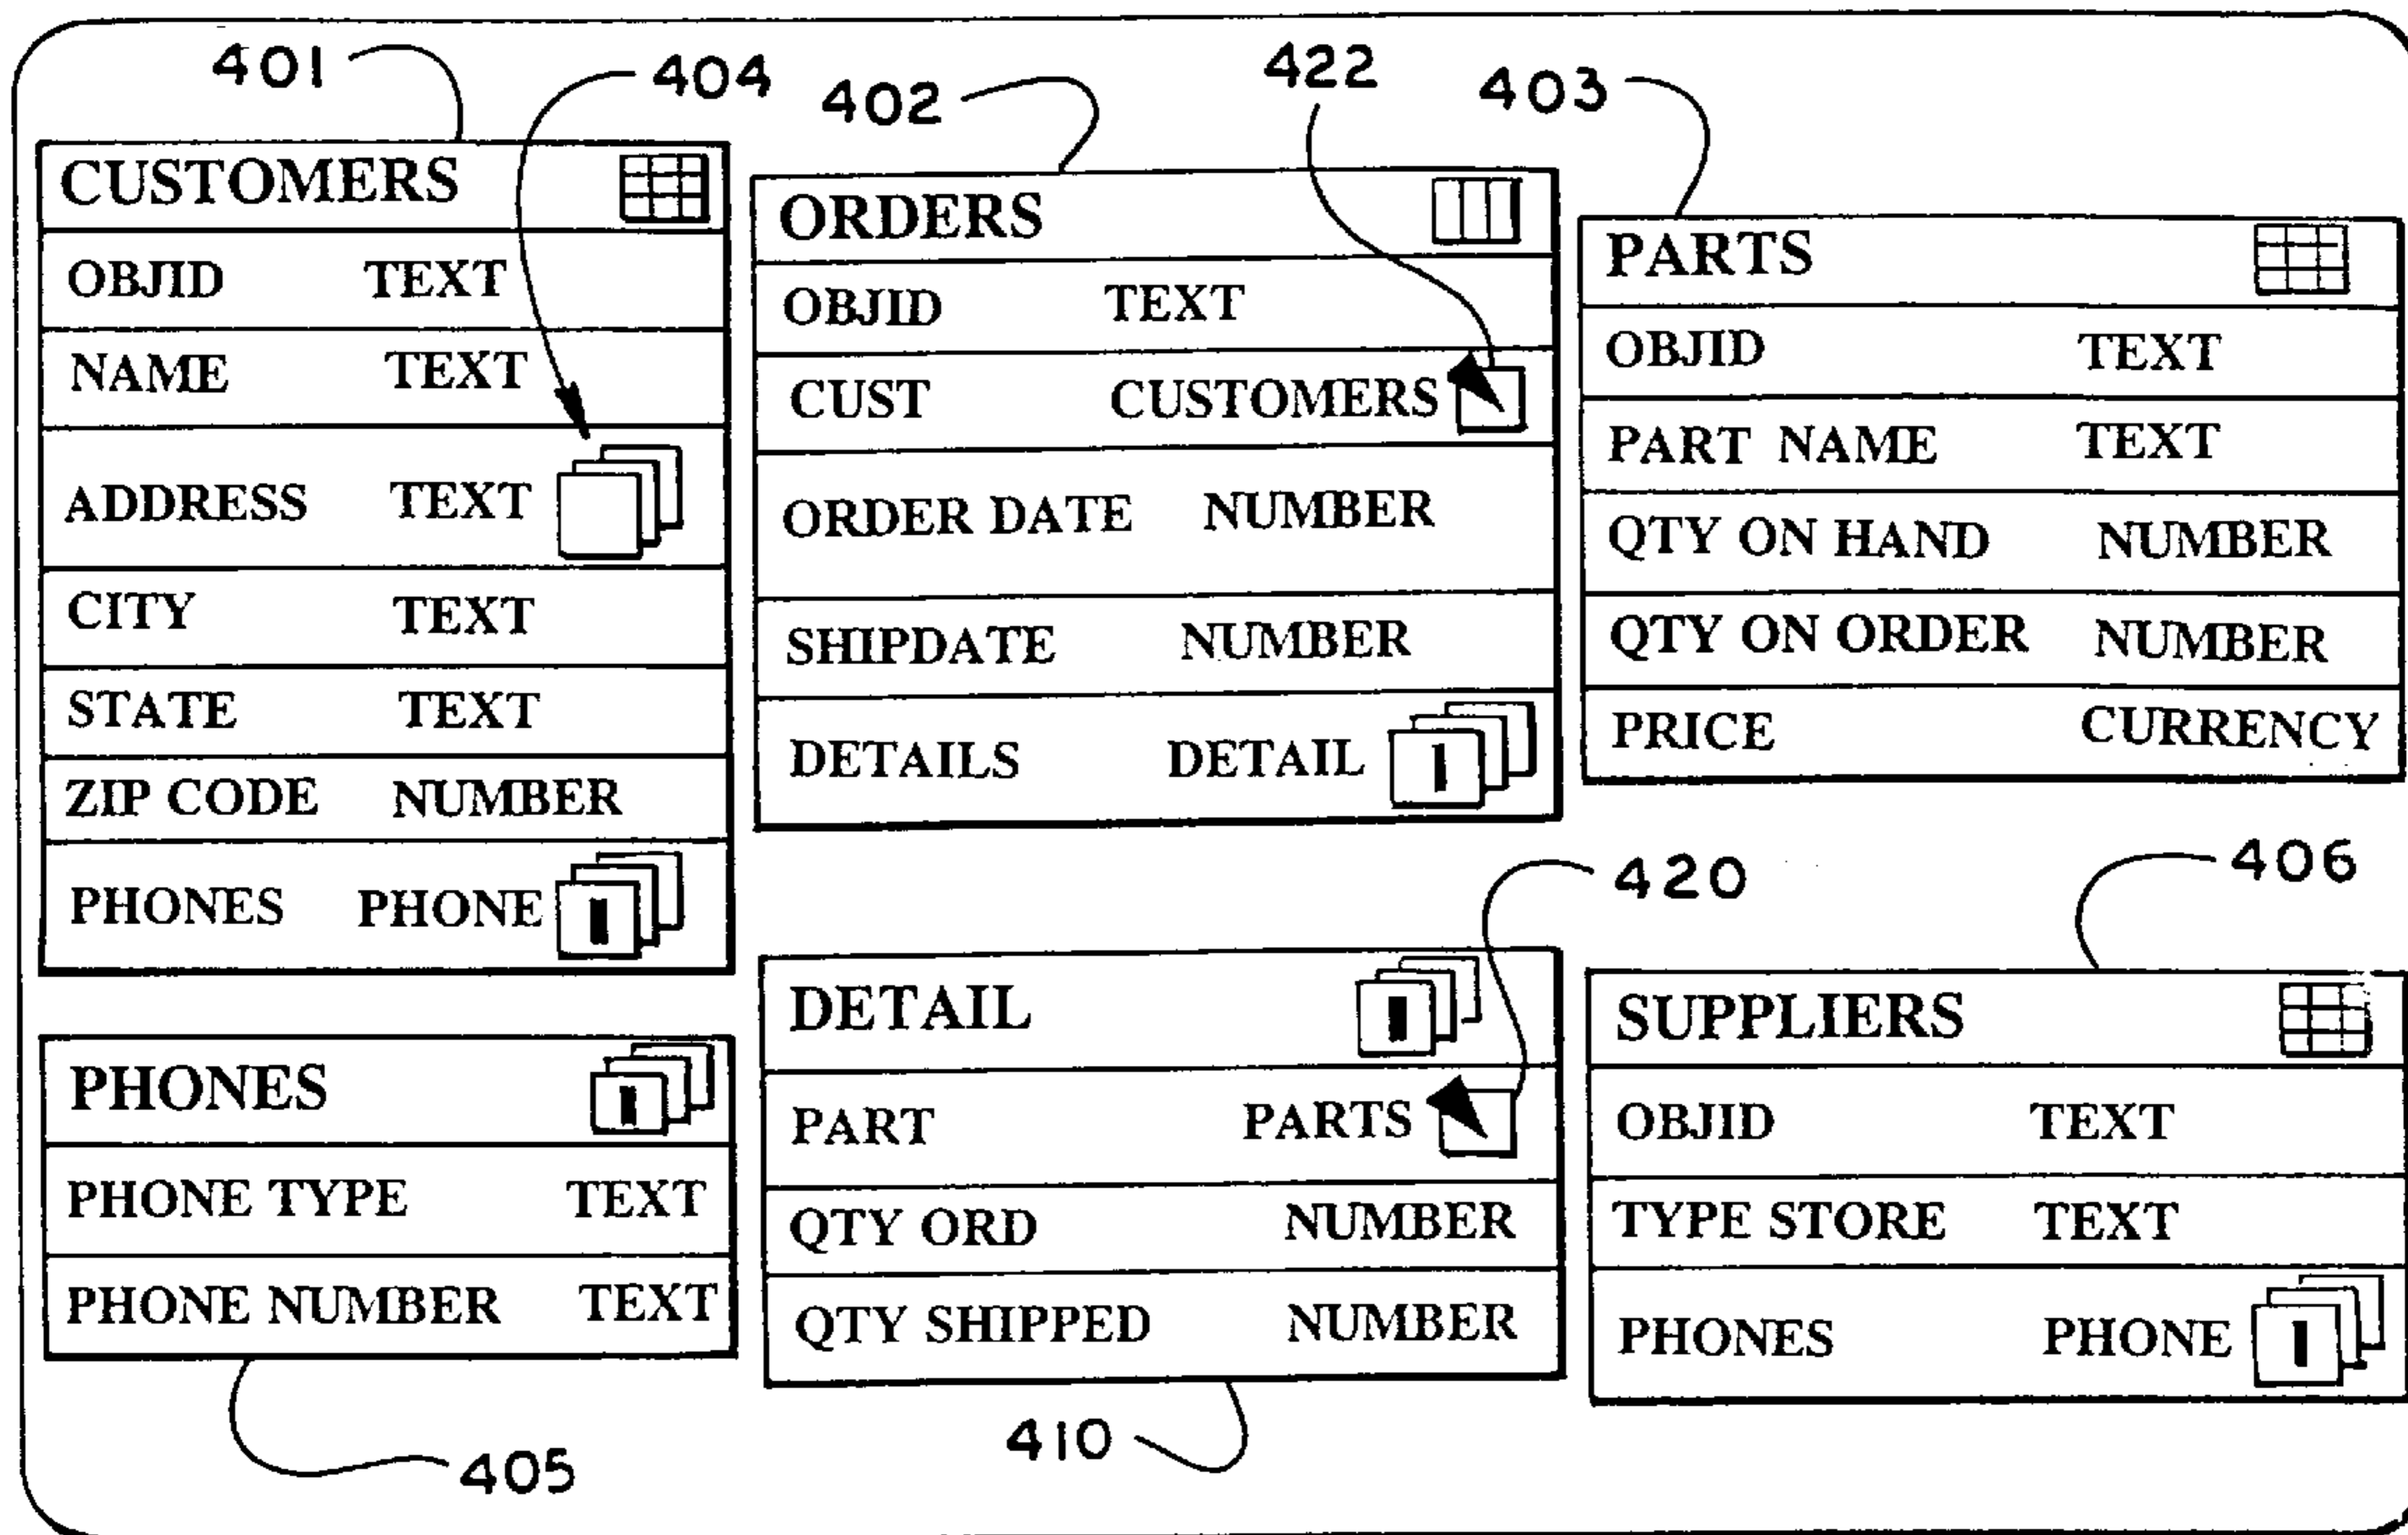 401
404
402
422
403
CUSTOMERS
OBJID TEXT
NAME TEXT
ADDRESS TEXT
CITY TEXT
STATE TEXT
ZIP CODE NUMBER
PHONES PHONE
ORDERS
OBJID TEXT
CUST CUSTOMERS
ORDER DATE NUMBER
SHIPDATE NUMBER
DETAILS DETAIL
PARTS
OBJID TEXT
PART NAME TEXT
QTY ON HAND NUMBER
QTY ON ORDER NUMBER
PRICE CURRENCY
420
406
PHONES
PHONE TYPE TEXT
PHONE NUMBER TEXT
DETAIL
PART PARTS
QTY ORD NUMBER
QTY SHIPPED NUMBER
SUPPLIERS
OBJID TEXT
TYPE STORE TEXT
PHONES PHONE
405
410